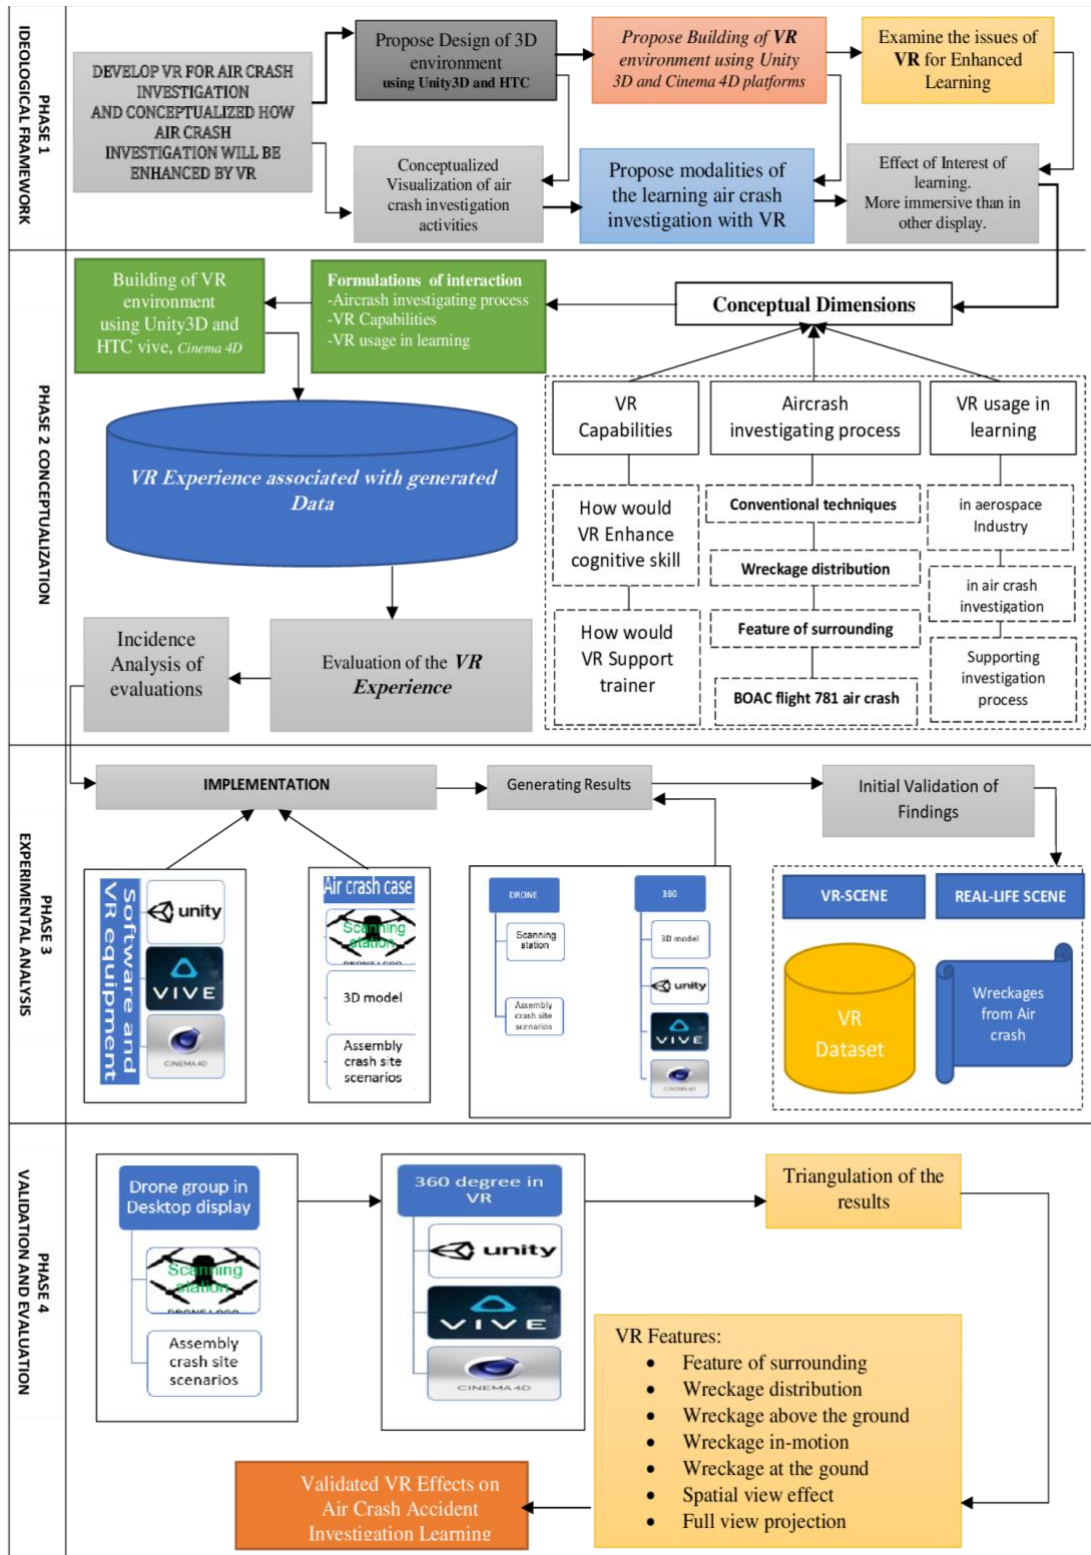 PHASE 1
IDEOLOGICAL FRAMEWORK
DEVELOP VR FOR AIR CRASH
INVESTIGATION
AND CONCEPTUALIZED HOW
AIR CRASH
INVESTIGATION WILL BE
ENHANCED BY VR
Propose Design of 3D
environment
using Unity3D and HTC
Propose Building of VR
environment using Unity
3D and Cinema 4D platforms
Examine the issues of
VR for Enhanced
Learning
Conceptualized
Visualization of air
crash investigation
activities
Propose modalities of
the learning air crash
investigation with VR
Effect of Interest of
learning.
More immersive than in
other display.
PHASE 2 CONCEPTUALIZATION
Building of VR
environment
using Unity3D and
HTC vive, Cinema 4D
Formulations of interaction
-Aircrash investigating process
-VR Capabilities
-VR usage in learning
Conceptual Dimensions
VR
Capabilities
Aircrash
investigating process
VR usage in
learning
How would
VR Enhance
cognitive skill
How would
VR Support
trainer
Conventional techniques
Wreckage distribution
Feature of surrounding
BOAC flight 781 air crash
in aerospace
Industry
in air crash
investigation
Supporting
investigation
process
VR Experience associated with generated
Data
Evaluation of the VR
Experience
Incidence
Analysis of
evaluations
PHASE 3
EXPERIMENTAL ANALYSIS
IMPLEMENTATION
Generating Results
Initial Validation of
Findings
Software and
VR equipment
unity
VIVE
CINEMA 4D
Air crash case
Scanning
station
DRONE LOGO
3D model
Assembly
crash site
scenarios
DRONE
Scanning
station
Assembly
crash site
scenarios
360
3D model
unity
VIVE
CINEMA 4D
VR-SCENE
REAL-LIFE SCENE
VR
Dataset
Wreckages
from Air
crash
PHASE 4
VALIDATION AND EVALUATION
Drone group in
Desktop display
Scanning
station
DRONE LOGO
Assembly
crash site
scenarios
360 degree in
VR
unity
VIVE
CINEMA 4D
Triangulation of the
results
VR Features:
• Feature of surrounding
• Wreckage distribution
• Wreckage above the ground
• Wreckage in-motion
• Wreckage at the gound
• Spatial view effect
• Full view projection
Validated VR Effects on
Air Crash Accident
Investigation Learning